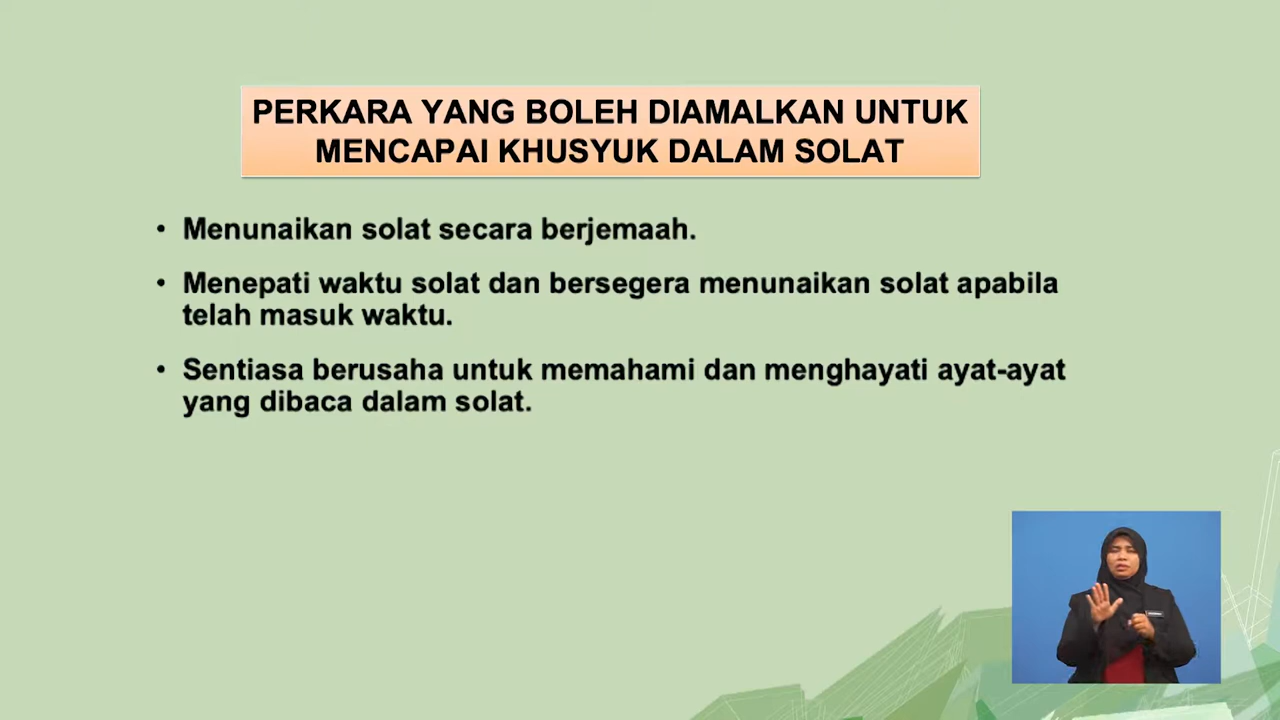 PERKARA YANG BOLEH DIAMALKAN UNTUK
MENCAPAI KHUSYUK DALAM SOLAT
• Menunaikan solat secara berjemaah.
• Menepati waktu solat dan bersegera menunaikan solat apabila
telah masuk waktu.
• Sentiasa berusaha untuk memahami dan menghayati ayat-ayat
yang dibaca dalam solat.